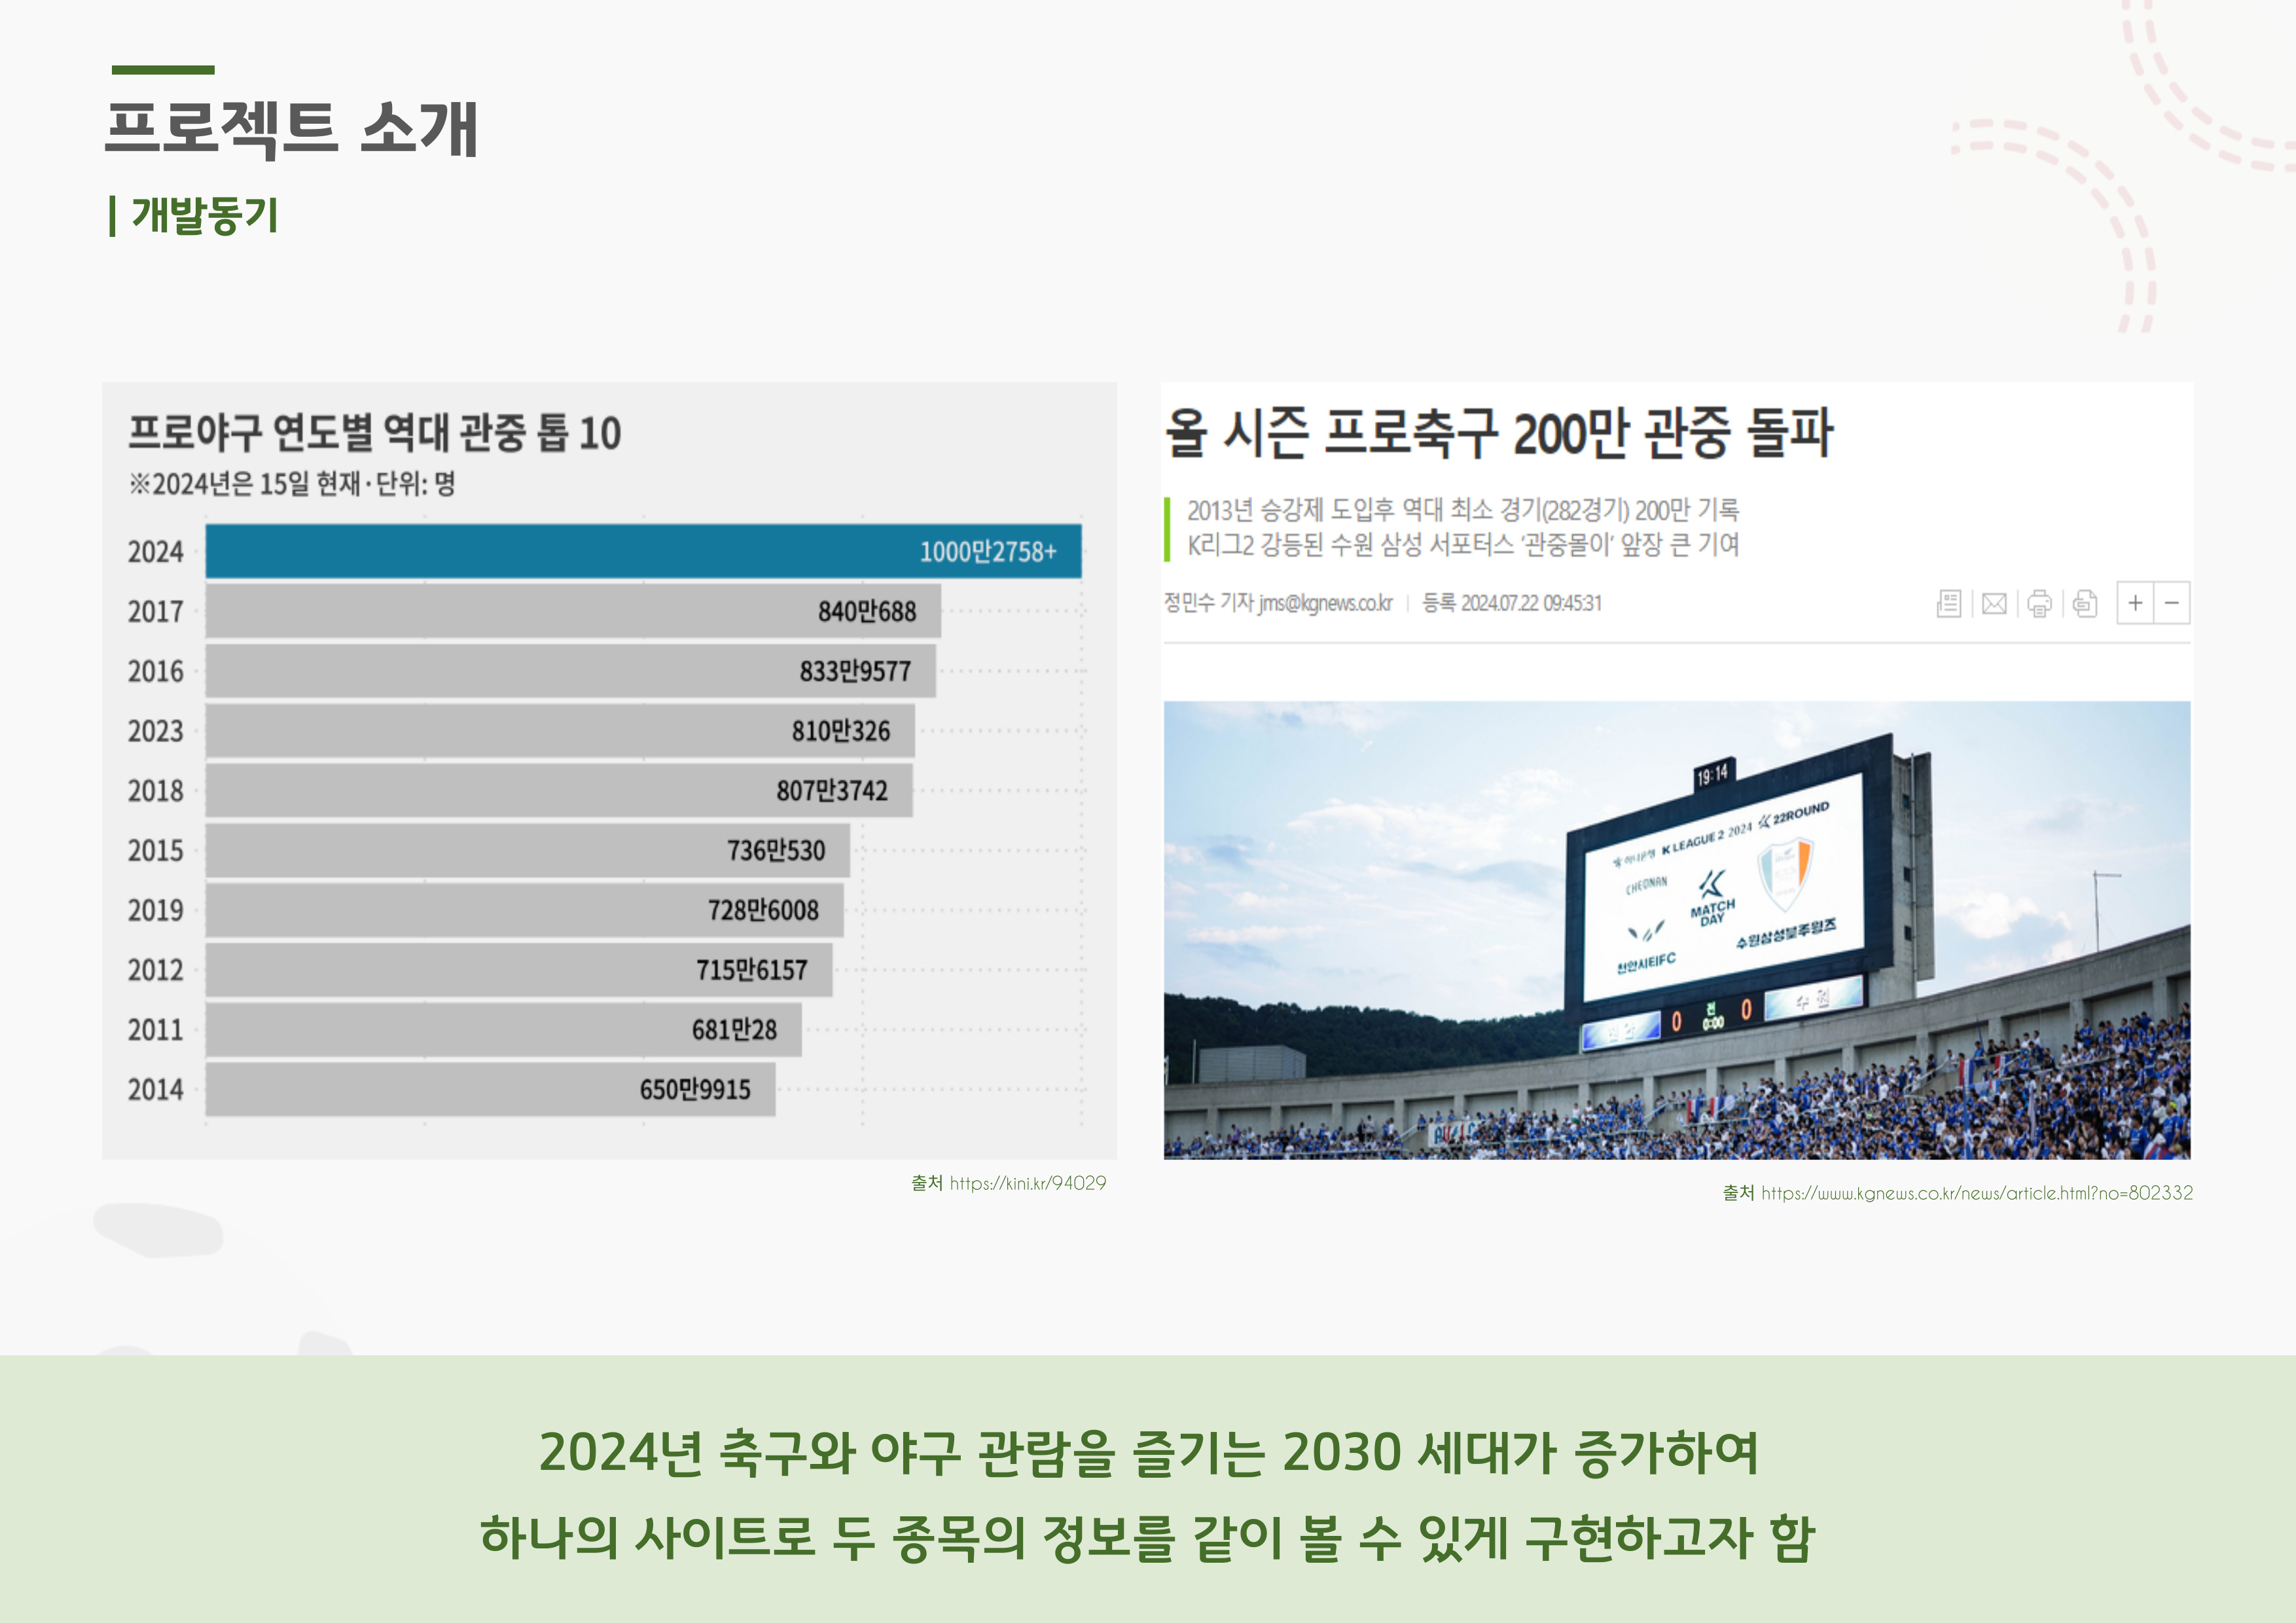 프로젝트 소개
| 개발동기
프로야구 연도별 역대 관중 톱 10
※2024년은 15일 현재·단위: 명
2024 1000만2758+
2017 840만688
2016 833만9577
2023 810만326
2018 807만3742
2015 736만530
2019 728만6008
2012 715만6157
2011 681만28
2014 650만9915
출처 https://kini.kr/94029
올 시즌 프로축구 200만 관중 돌파
2013년 승강제 도입후 역대 최소 경기(282경기) 200만 기록
K리그2 강등된 수원 삼성 서포터스 ‘관중몰이’ 앞장 큰 기여
정민수 기자 jms@kgnews.co.kr | 등록 2024.07.22 09:45:31
19:14
하나은행 K LEAGUE 2 2024 22ROUND
CHEONAN
MATCH
DAY
천안시티FC
수원삼성블루윙즈
0 전 0 수원
0:00
출처 https://www.kgnews.co.kr/news/article.html?no=802332
2024년 축구와 야구 관람을 즐기는 2030 세대가 증가하여
하나의 사이트로 두 종목의 정보를 같이 볼 수 있게 구현하고자 함